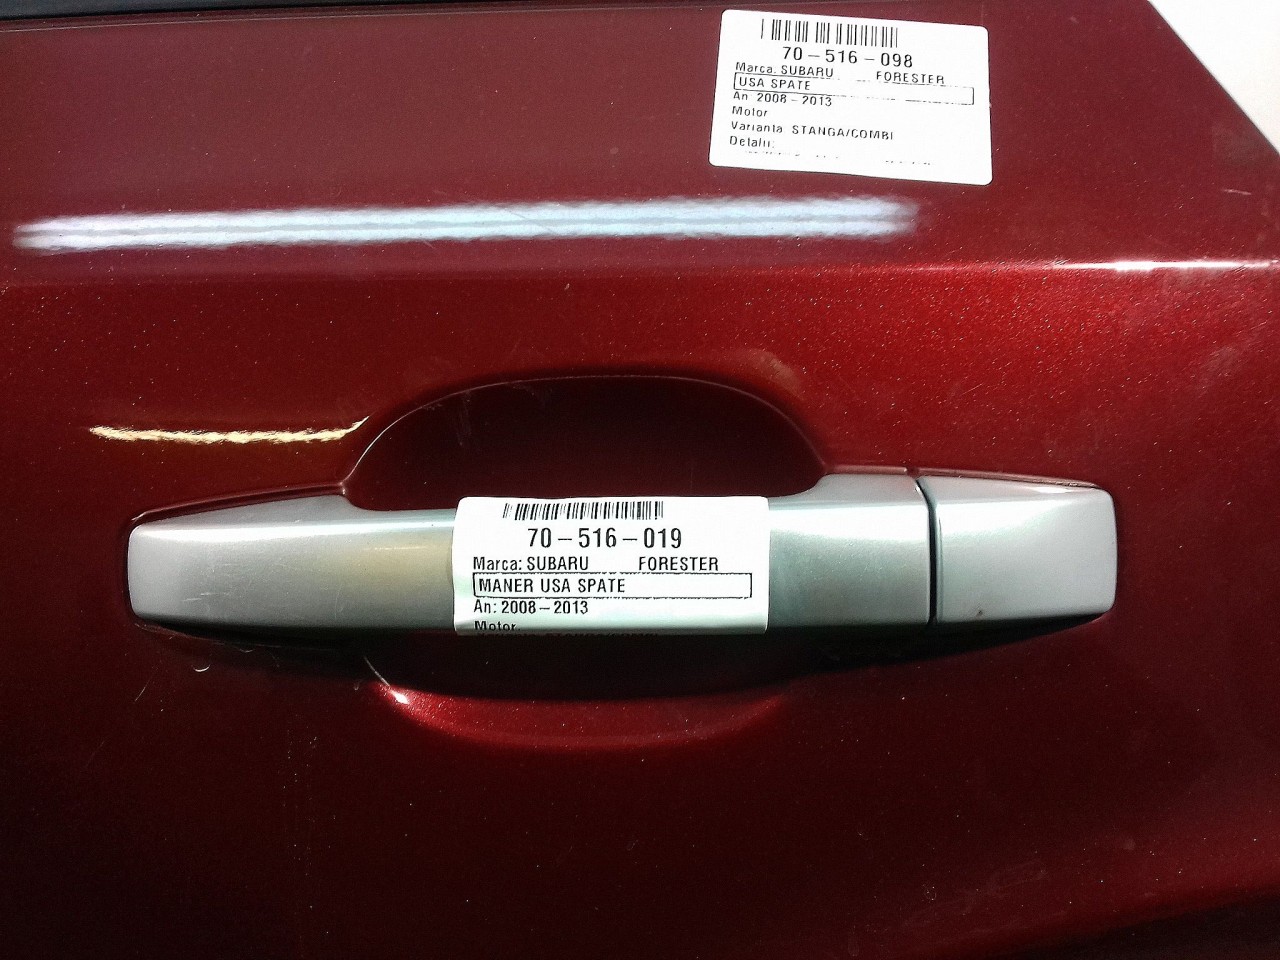 70-516-098
Marca: SUBARU FORESTER
USA SPATE
An: 2008-2013
Motor
Varianta STANGA/COMBI
Detalii:
70-516-019
Marca: SUBARU FORESTER
MANER USA SPATE
An: 2008-2013
Motor.